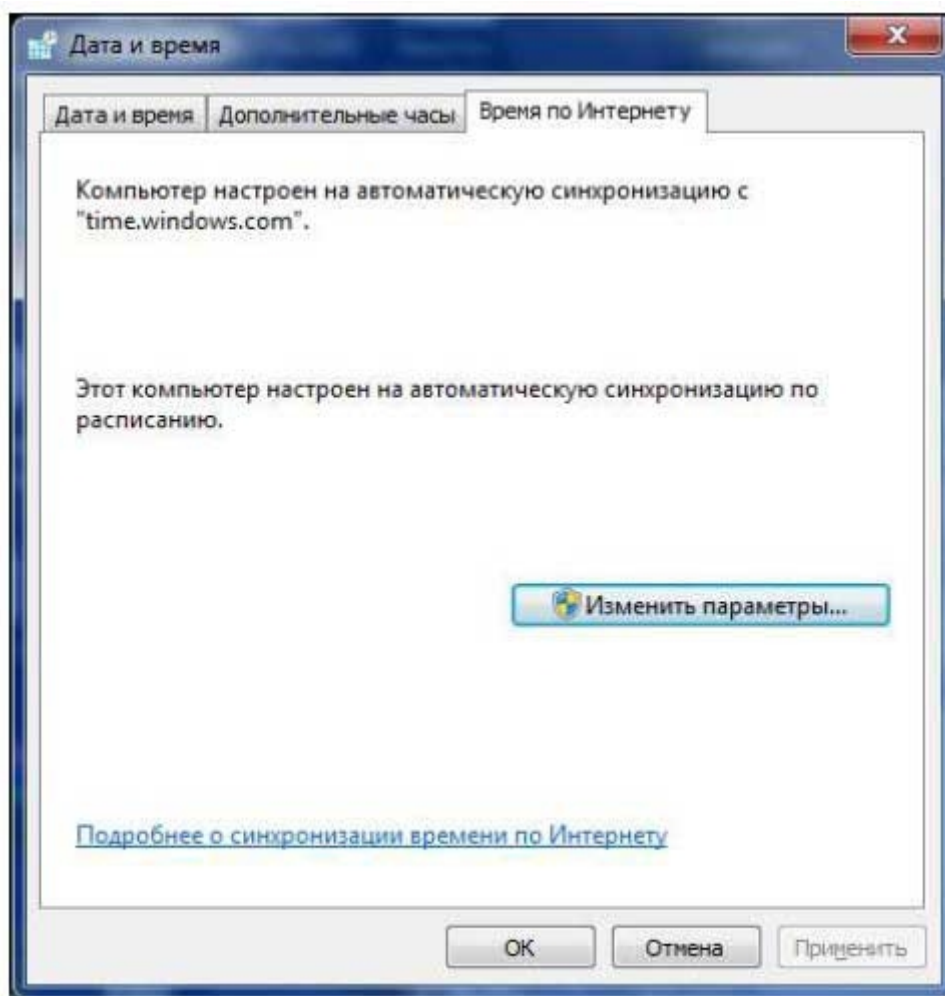 Дата и время
Дата и время Дополнительные часы Время по Интернету
Компьютер настроен на автоматическую синхронизацию с
"time.windows.com".
Этот компьютер настроен на автоматическую синхронизацию по
расписанию.
Изменить параметры...
Подробнее о синхронизации времени по Интернету
ОК Отмена Применить